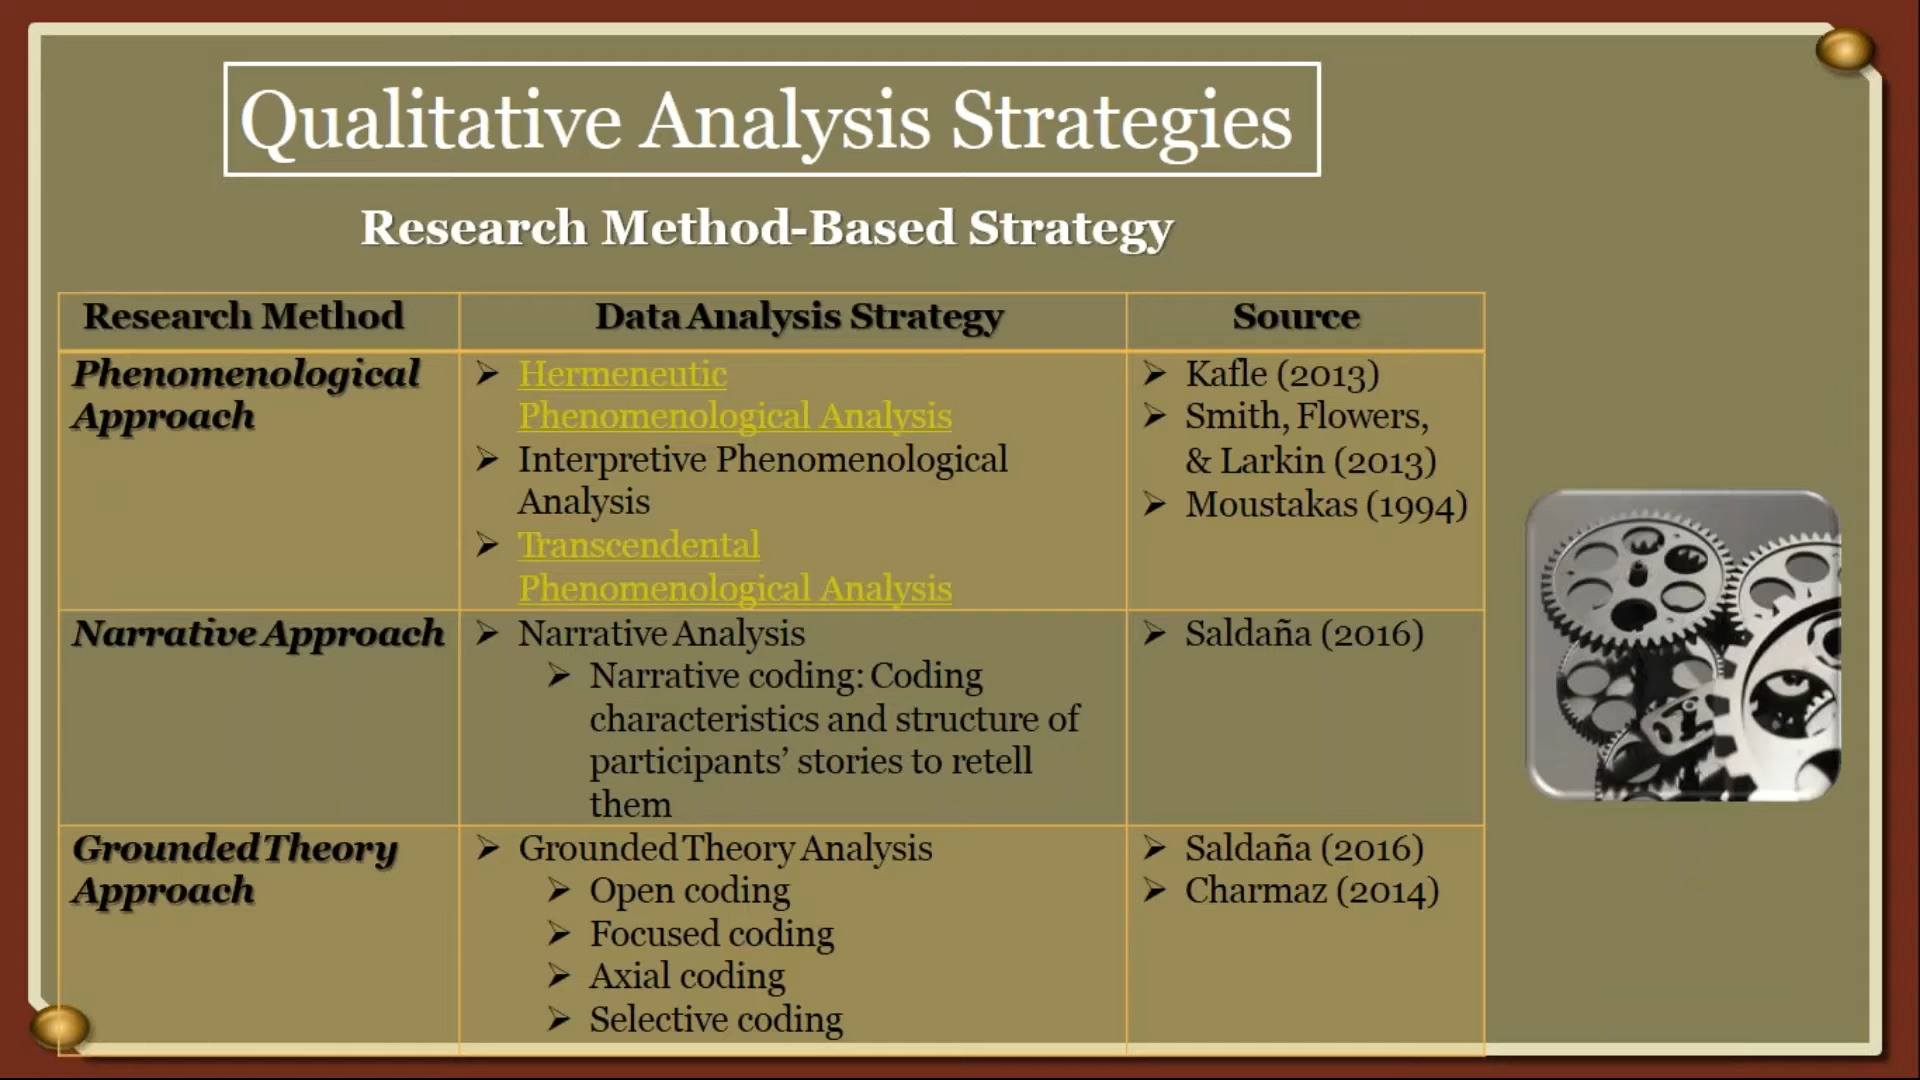 Qualitative Analysis Strategies
Research Method-Based Strategy
Research Method
Data Analysis Strategy
Source
Phenomenological
Approach
➢ Hermeneutic
Phenomenological Analysis
➢ Interpretive Phenomenological
Analysis
➢ Transcendental
Phenomenological Analysis
➢ Kafle (2013)
➢ Smith, Flowers,
& Larkin (2013)
➢ Moustakas (1994)
Narrative Approach
➢ Narrative Analysis
➢ Narrative coding: Coding
characteristics and structure of
participants’ stories to retell
them
➢ Saldaña (2016)
Grounded Theory
Approach
➢ Grounded Theory Analysis
➢ Open coding
➢ Focused coding
➢ Axial coding
➢ Selective coding
➢ Saldaña (2016)
➢ Charmaz (2014)